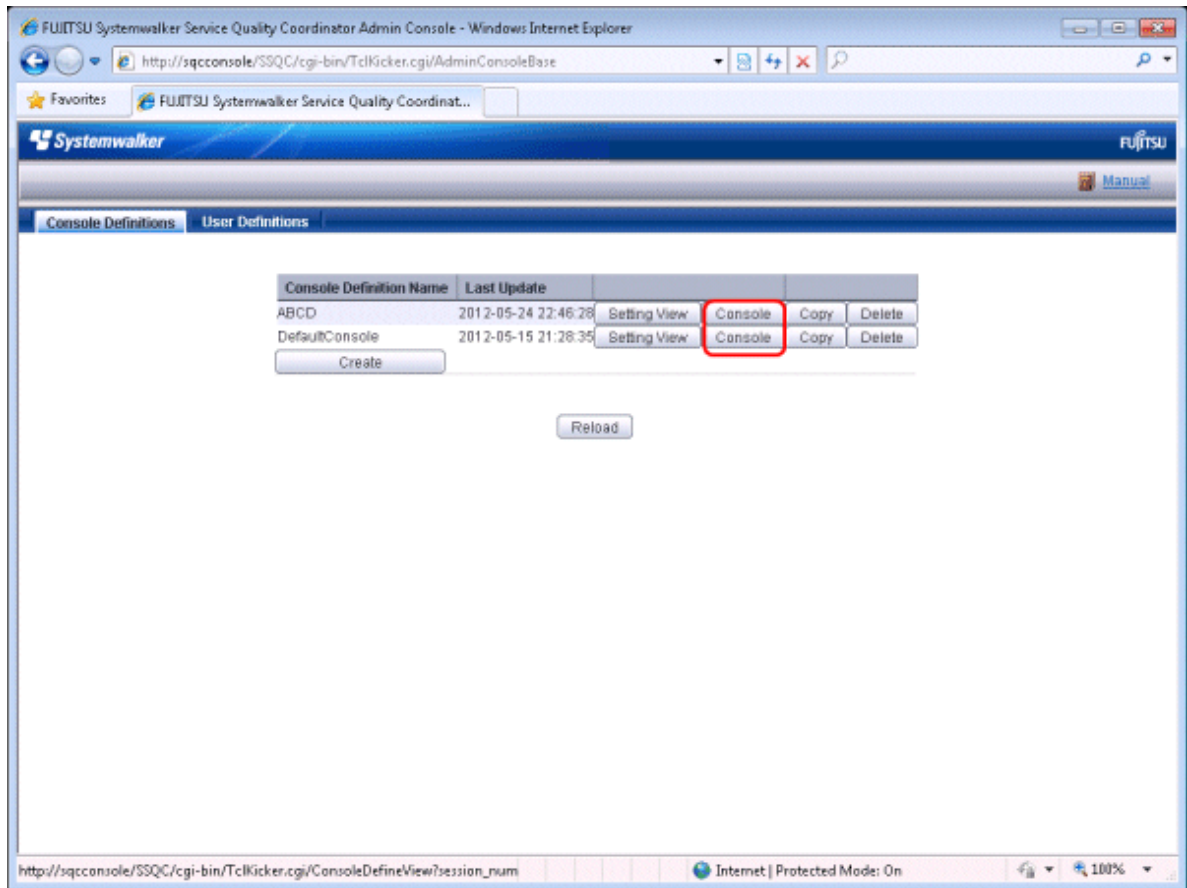 FUJITSU Systemwalker Service Quality Coordinator Admin Console - Windows Internet Explorer
http://sqcconsole/SSQC/cgi-bin/TclKicker.cgi/AdminConsoleBase
Favorites FUJITSU Systemwalker Service Quality Coordinat...
Systemwalker FUJITSU
Manual
Console Definitions User Definitions
Console Definition Name Last Update
ABCD 2012-05-24 22:46:28 Setting View Console Copy Delete
DefaultConsole 2012-05-15 21:28:35 Setting View Console Copy Delete
Create
Reload
http://sqcconsole/SSQC/cgi-bin/TclKicker.cgi/ConsoleDefineView?session_num Internet | Protected Mode: On 100%